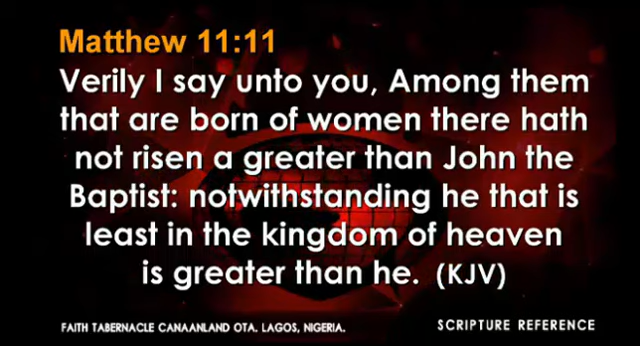 Matthew 11:11
Verily I say unto you, Among them
that are born of women there hath
not risen a greater than John the
Baptist: notwithstanding he that is
least in the kingdom of heaven
is greater than he. (KJV)
FAITH TABERNACLE CANAANLAND OTA. LAGOS, NIGERIA.
SCRIPTURE REFERENCE